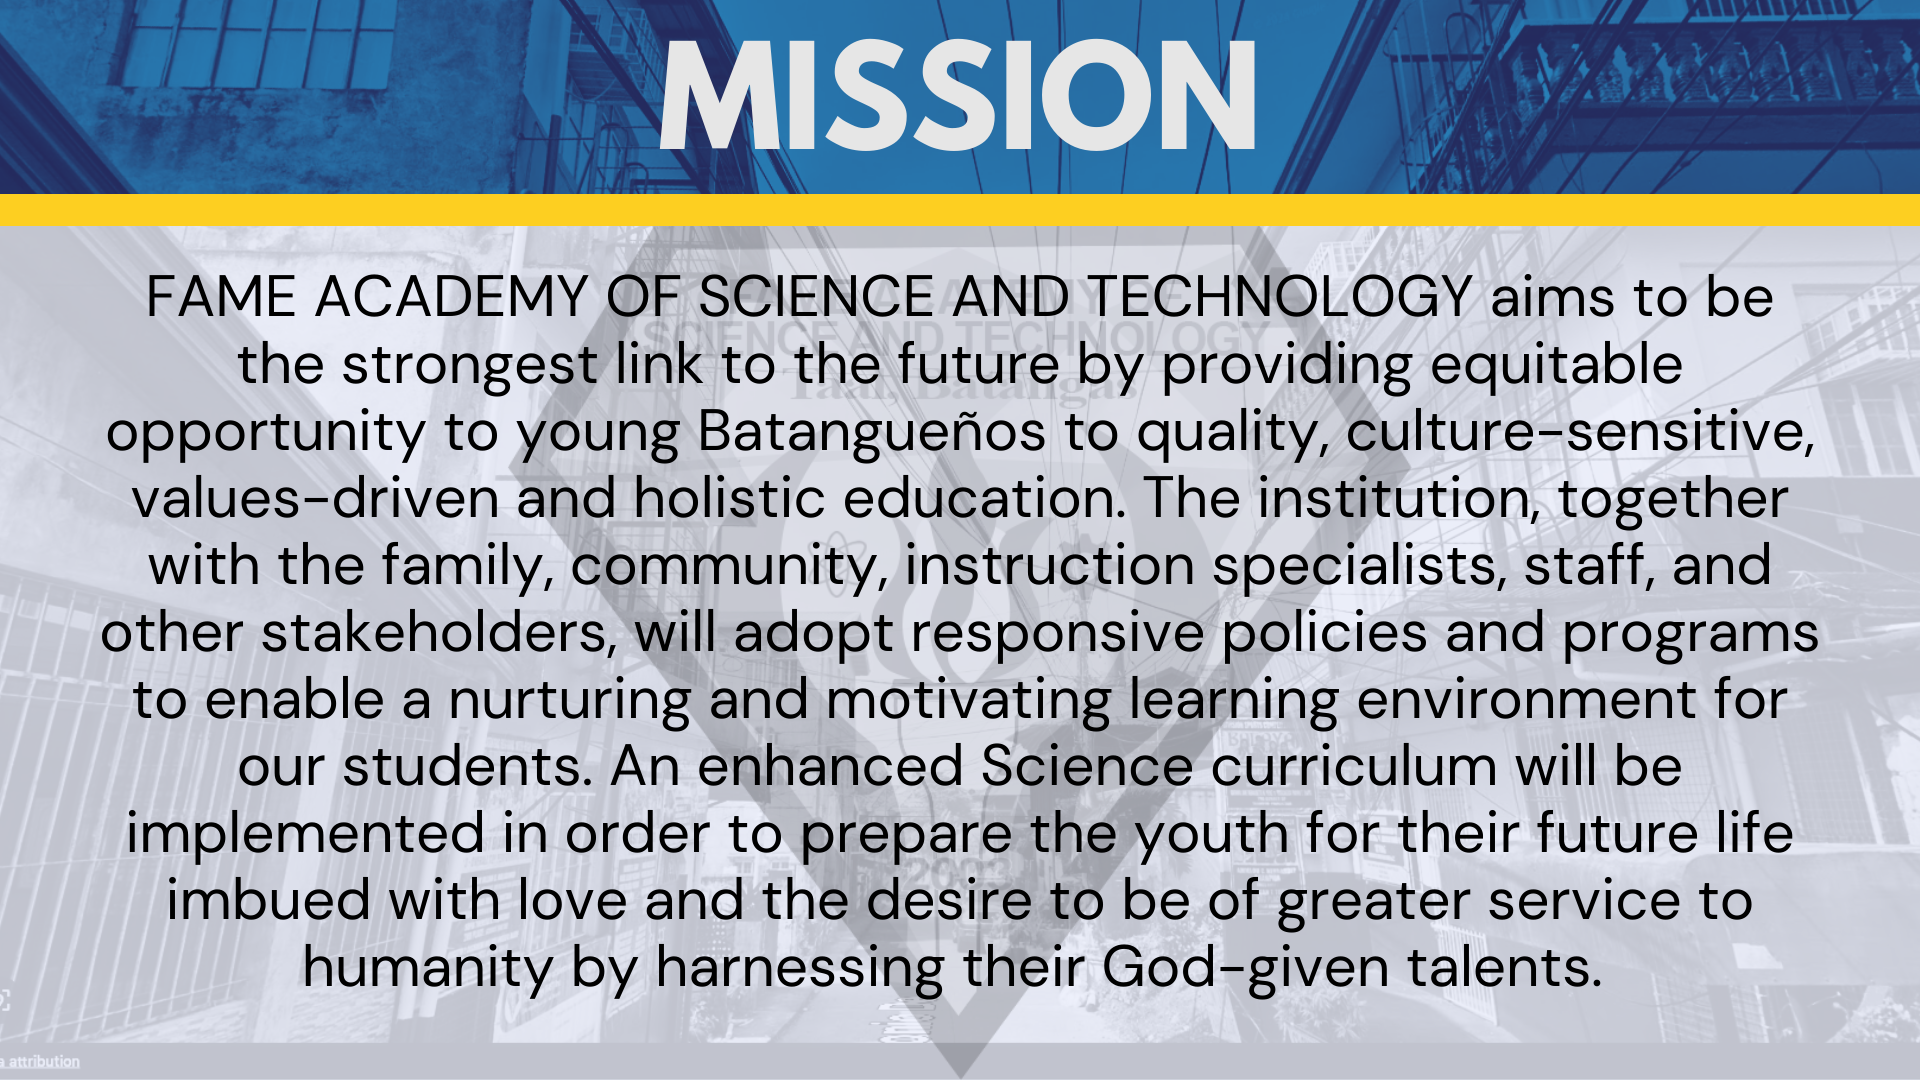 MISSION
FAME ACADEMY OF SCIENCE AND TECHNOLOGY aims to be
the strongest link to the future by providing equitable
opportunity to young Batangueños to quality, culture-sensitive,
values-driven and holistic education. The institution, together
with the family, community, instruction specialists, staff, and
other stakeholders, will adopt responsive policies and programs
to enable a nurturing and motivating learning environment for
our students. An enhanced Science curriculum will be
implemented in order to prepare the youth for their future life
imbued with love and the desire to be of greater service to
humanity by harnessing their God-given talents.
SCIENCE AND TECHNOLOGY
Taal, Batangas
a attribution